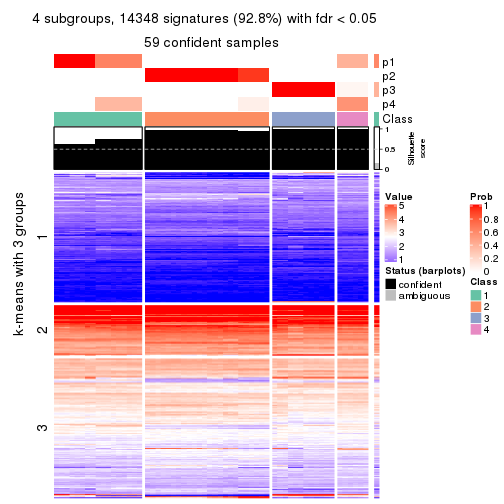 4 subgroups, 14348 signatures (92.8%) with fdr < 0.05
59 confident samples
p1
p2
p3
p4
Class
1
0.5
0
Silhouette
score
k-means with 3 groups
1
2
3
Value
5
4
3
2
1
Status (barplots)
confident
ambiguous
Prob
1
0.8
0.6
0.4
0.2
0
Class
1
2
3
4